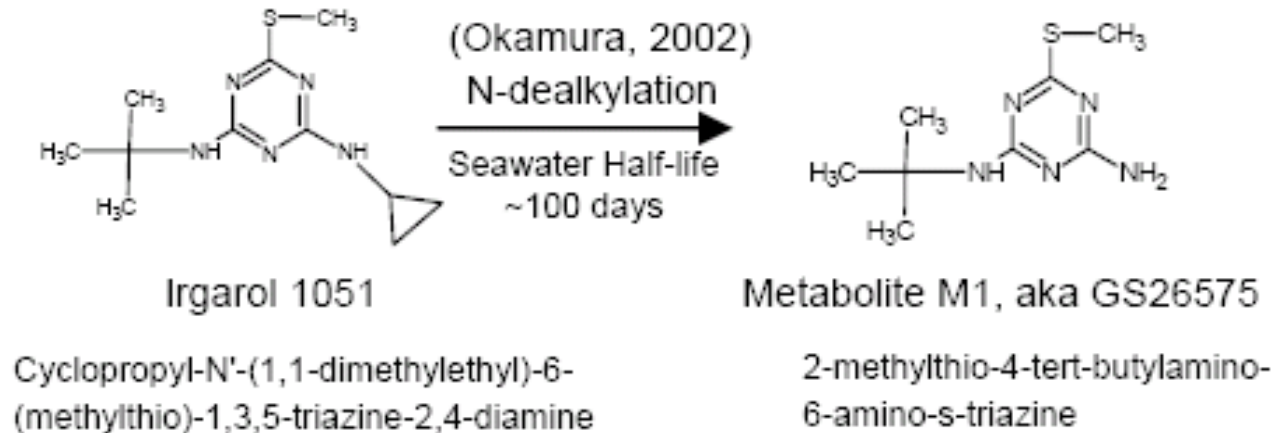 S—CH3
N N
CH3
H3C NH N NH
H3C
(Okamura, 2002)
N-dealkylation
Seawater Half-life
~100 days
S—CH3
N N
CH3
H3C NH N NH2
H3C
Irgarol 1051
Metabolite M1, aka GS26575
Cyclopropyl-N'-(1,1-dimethylethyl)-6-
(methylthio)-1,3,5-triazine-2,4-diamine
2-methylthio-4-tert-butylamino-
6-amino-s-triazine